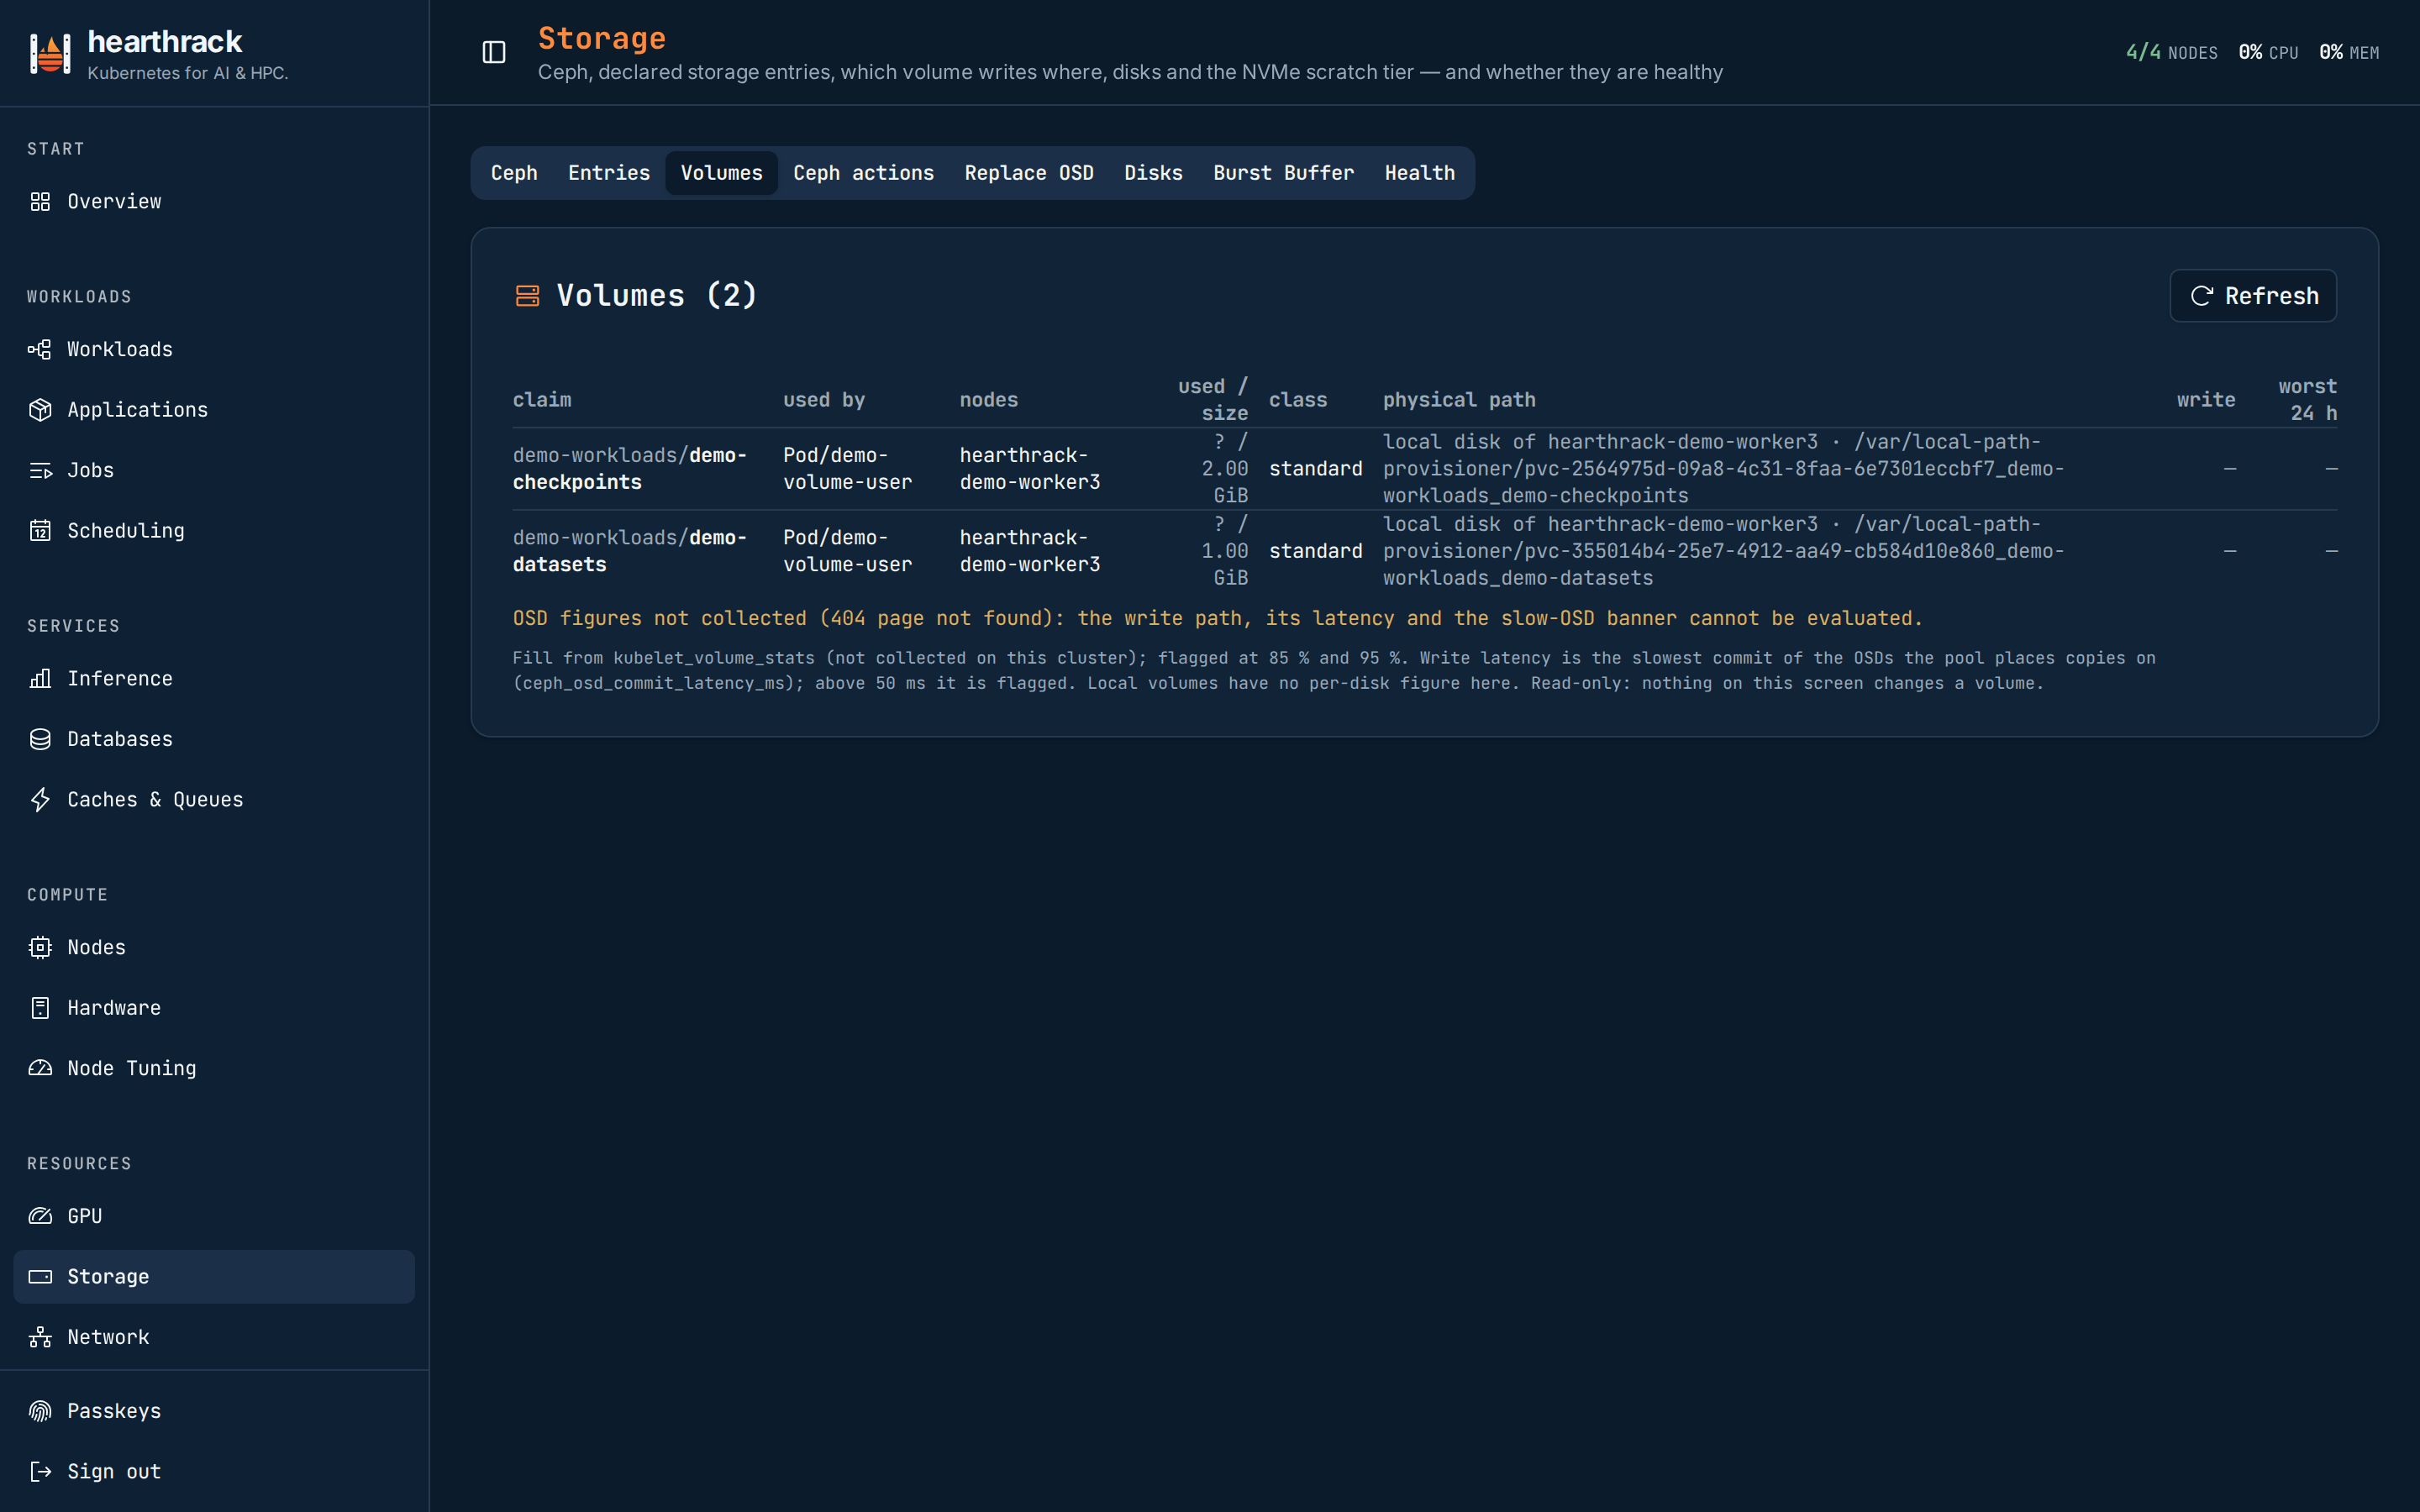 hearthrack
Kubernetes for AI & HPC.
START
Overview
WORKLOADS
Workloads
Applications
Jobs
Scheduling
SERVICES
Inference
Databases
Caches & Queues
COMPUTE
Nodes
Hardware
Node Tuning
RESOURCES
GPU
Storage
Network
Passkeys
Sign out
Storage
Ceph, declared storage entries, which volume writes where, disks and the NVMe scratch tier — and whether they are healthy
4/4 NODES 0% CPU 0% MEM
Ceph Entries Volumes Ceph actions Replace OSD Disks Burst Buffer Health
Volumes (2)
Refresh
claim used by nodes used / size class physical path write worst 24 h
demo-workloads/demo-checkpoints Pod/demo-volume-user hearthrack-demo-worker3 ? / 2.00 GiB standard local disk of hearthrack-demo-worker3 · /var/local-path-provisioner/pvc-2564975d-09a8-4c31-8faa-6e7301eccbf7_demo-workloads_demo-checkpoints — —
demo-workloads/demo-datasets Pod/demo-volume-user hearthrack-demo-worker3 ? / 1.00 GiB standard local disk of hearthrack-demo-worker3 · /var/local-path-provisioner/pvc-355014b4-25e7-4912-aa49-cb584d10e860_demo-workloads_demo-datasets — —
OSD figures not collected (404 page not found): the write path, its latency and the slow-OSD banner cannot be evaluated.
Fill from kubelet_volume_stats (not collected on this cluster); flagged at 85 % and 95 %. Write latency is the slowest commit of the OSDs the pool places copies on
(ceph_osd_commit_latency_ms); above 50 ms it is flagged. Local volumes have no per-disk figure here. Read-only: nothing on this screen changes a volume.